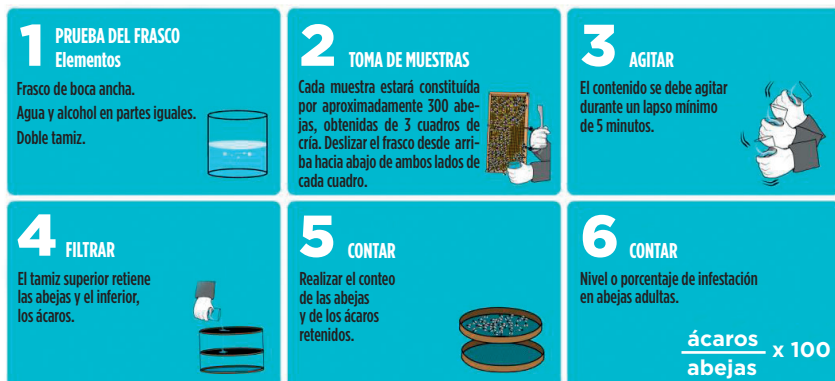 1 PRUEBA DEL FRASCO
Elementos
Frasco de boca ancha.
Agua y alcohol en partes iguales.
Doble tamiz.
2 TOMA DE MUESTRAS
Cada muestra estará constituída
por aproximadamente 300 abe-
jas, obtenidas de 3 cuadros de
cría. Deslizar el frasco desde arri-
ba hacia abajo de ambos lados de
cada cuadro.
3 AGITAR
El contenido se debe agitar
durante un lapso mínimo
de 5 minutos.
4 FILTRAR
El tamiz superior retiene
las abejas y el inferior,
los ácaros.
5 CONTAR
Realizar el conteo
de las abejas
y de los ácaros
retenidos.
6 CONTAR
Nivel o porcentaje de infestación
en abejas adultas.
ácaros
x 100
abejas